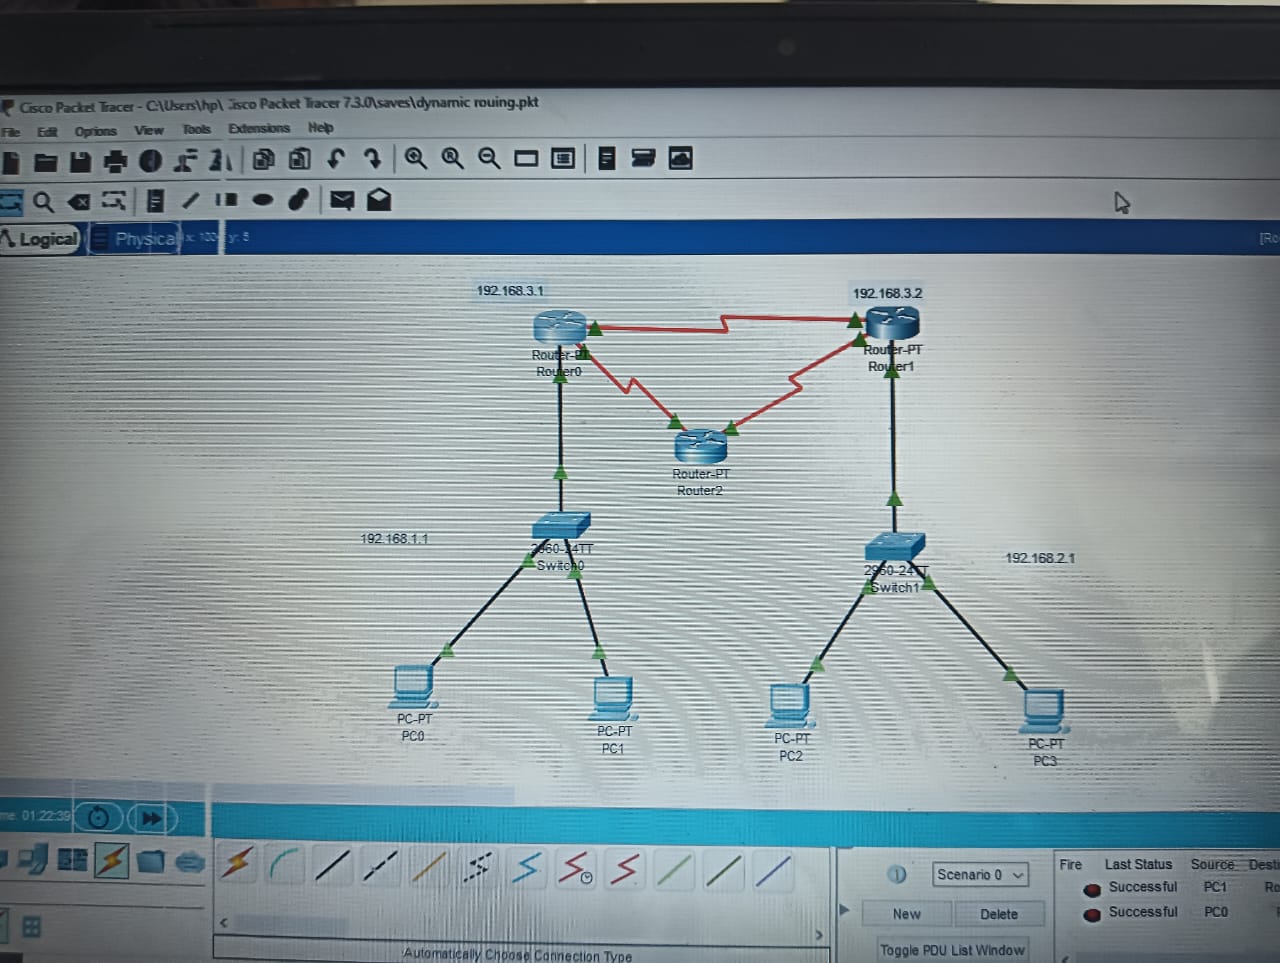 Cisco Packet Tracer - C:\Users\hp\ Cisco Packet Tracer 7.3.0\saves\dynamic rouing.pkt
File Edit Options View Tools Extensions Help
Logical Physical x: 100 y: 5
[Ro
192.168.3.1
192.168.3.2
Router-PT
Router0
Router-PT
Router1
Router-PT
Router2
192.168.1.1
2960-24TT
Switch0
2960-24TT
Switch1
192.168.2.1
PC-PT
PC0
PC-PT
PC1
PC-PT
PC2
PC-PT
PC3
me: 01:22:39
Scenario 0
New Delete
Toggle PDU List Window
Fire Last Status Source Desti
Successful PC1 Ro
Successful PC0
Automatically Choose Connection Type